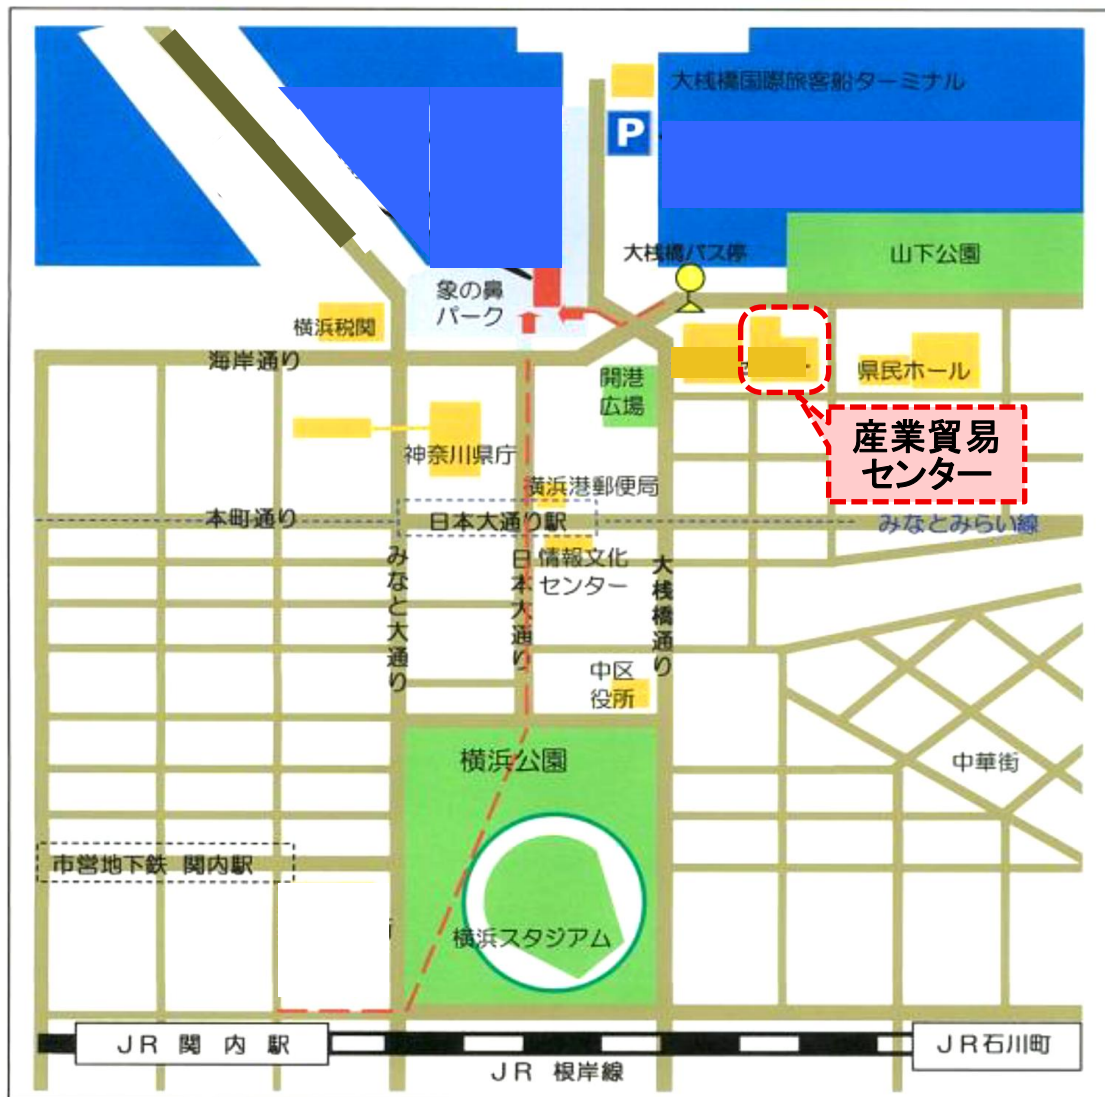 大桟橋国際旅客船ターミナル
P
大桟橋バス停
山下公園
象の鼻
パーク
横浜税関
海岸通り
開港
広場
県民ホール
産業貿易
センター
神奈川県庁
横浜港郵便局
本町通り
日本大通り駅
みなとみらい線
みなと大通り
日本大通り
情報文化
センター
大桟橋通り
中区
役所
横浜公園
中華街
市営地下鉄 関内駅
横浜スタジアム
JR 関 内 駅
JR石川町
JR 根岸線